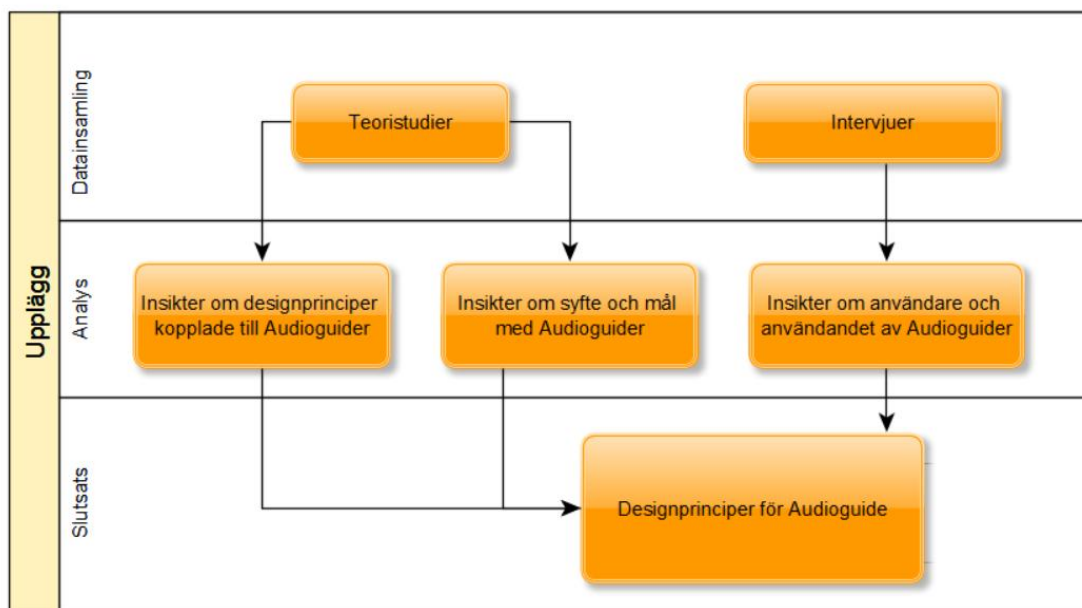 Upplägg
Datainsamling
Teoristudier
Intervjuer
Analys
Insikter om designprinciper
kopplade till Audioguider
Insikter om syfte och mål
med Audioguider
Insikter om användare och
användandet av Audioguider
Slutsats
Designprinciper för Audioguide